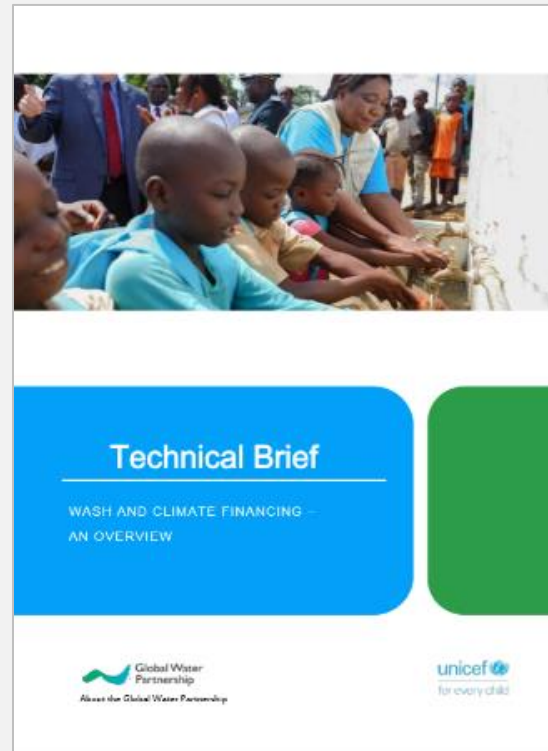 Technical Brief
WASH AND CLIMATE FINANCING –
AN OVERVIEW
Global Water
Partnership
About the Global Water Partnership
unicef
for every child